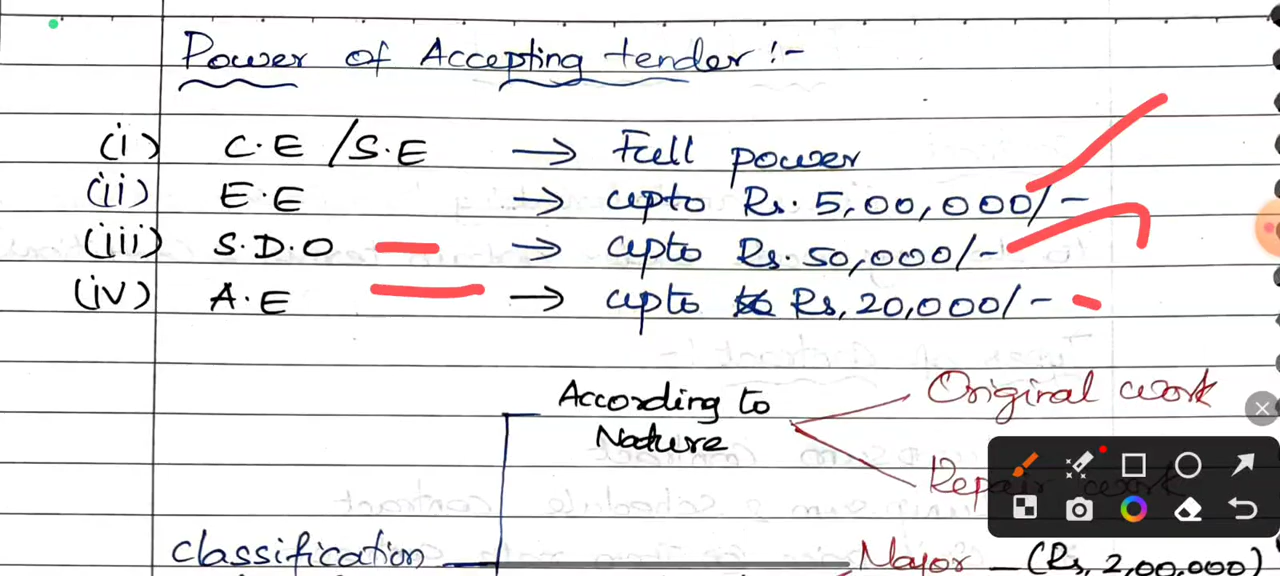 Power of Accepting tender :-
(i) C.E /S.E → Full power
(ii) E.E → upto Rs. 5,00,000/-
(iii) S.D.O → upto Rs. 50,000/-
(iv) A.E → upto Rs, 20,000/-
According to
Nature
Original work
Repair work
Classification
Major - (Rs, 2,00,000)